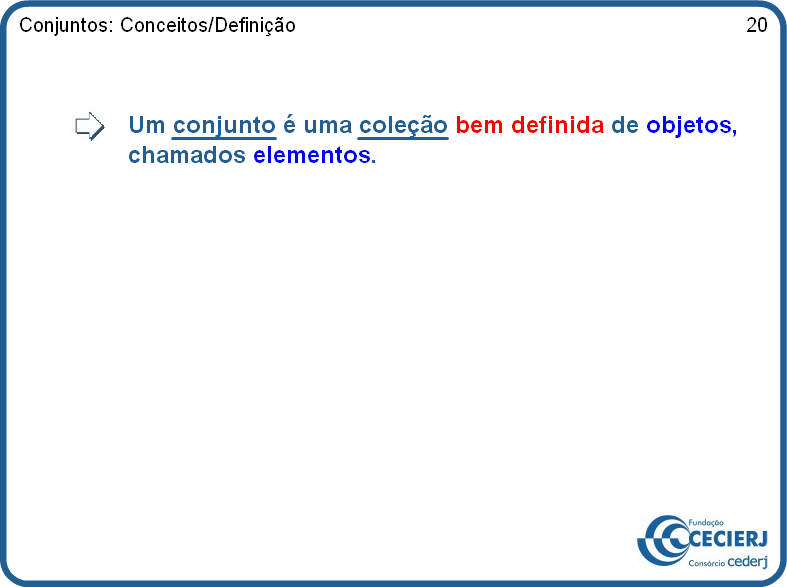 Conjuntos: Conceitos/Definição 20
Um conjunto é uma coleção bem definida de objetos,
chamados elementos.
Fundação
CECIERJ
Consórcio cederj